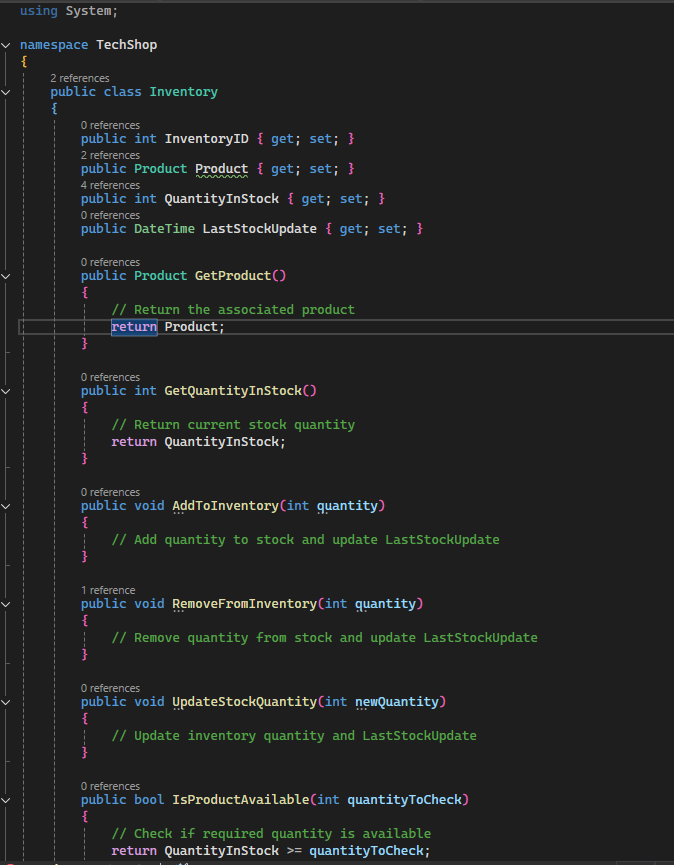 using System;
namespace TechShop
{
2 references
public class Inventory
{
0 references
public int InventoryID { get; set; }
2 references
public Product Product { get; set; }
4 references
public int QuantityInStock { get; set; }
0 references
public DateTime LastStockUpdate { get; set; }
0 references
public Product GetProduct()
{
// Return the associated product
return Product;
}
0 references
public int GetQuantityInStock()
{
// Return current stock quantity
return QuantityInStock;
}
0 references
public void AddToInventory(int quantity)
{
// Add quantity to stock and update LastStockUpdate
}
1 reference
public void RemoveFromInventory(int quantity)
{
// Remove quantity from stock and update LastStockUpdate
}
0 references
public void UpdateStockQuantity(int newQuantity)
{
// Update inventory quantity and LastStockUpdate
}
0 references
public bool IsProductAvailable(int quantityToCheck)
{
// Check if required quantity is available
return QuantityInStock >= quantityToCheck;